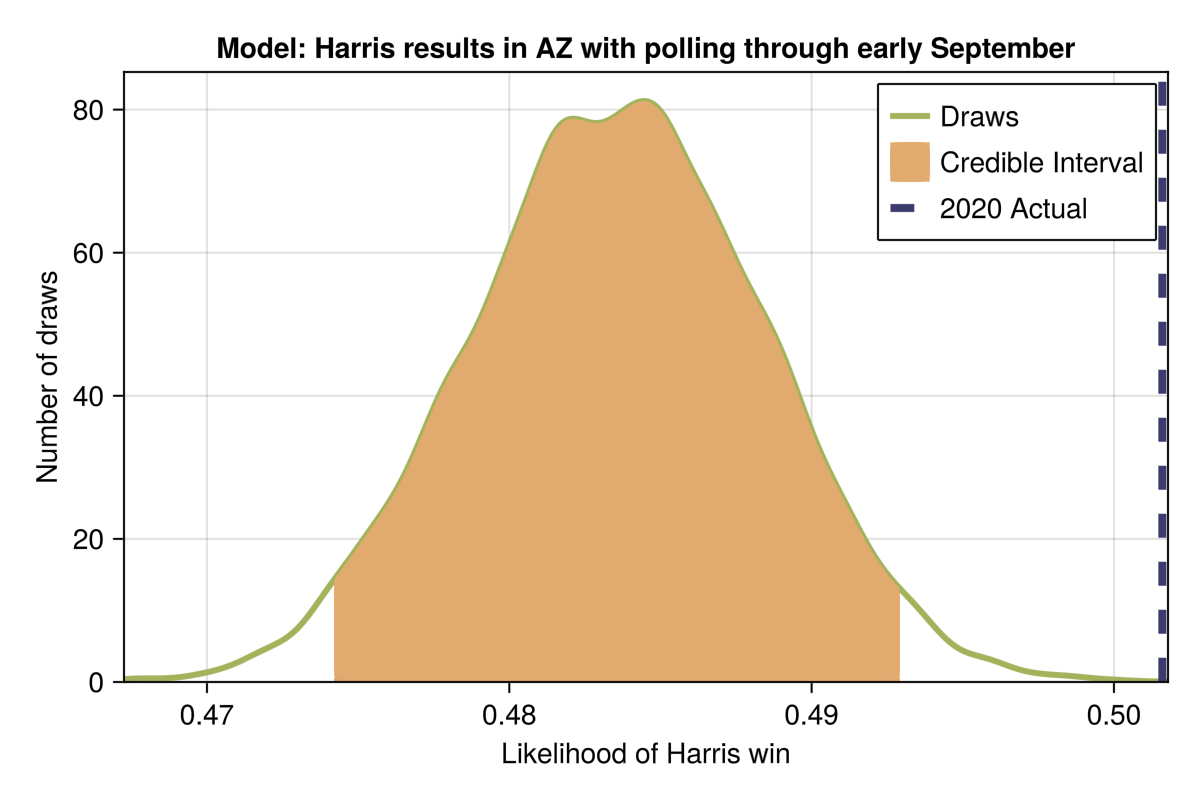 Model: Harris results in AZ with polling through early September
Draws
Credible Interval
2020 Actual
80
60
40
20
0
Number of draws
0.47 0.48 0.49 0.50
Likelihood of Harris win